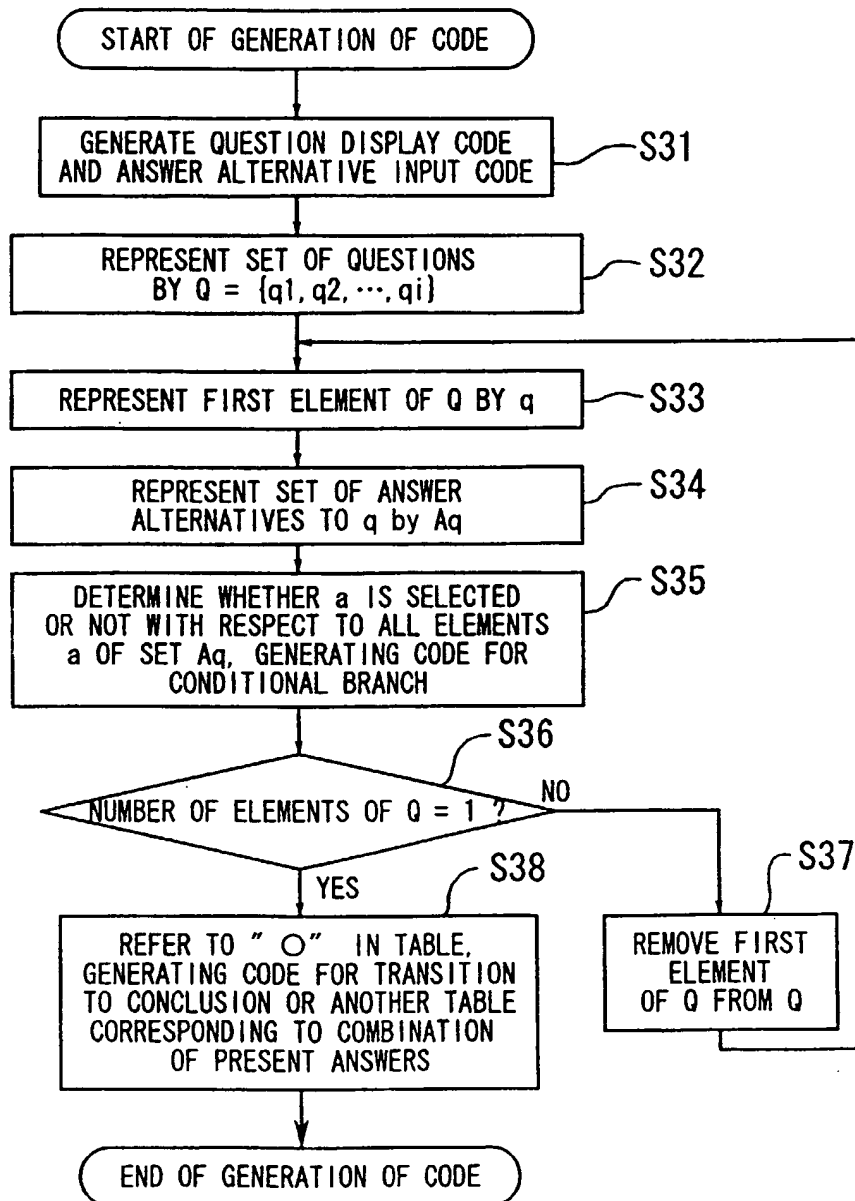 START OF GENERATION OF CODE
GENERATE QUESTION DISPLAY CODE
AND ANSWER ALTERNATIVE INPUT CODE
S31
REPRESENT SET OF QUESTIONS
BY Q = {q1, q2, ···, qi}
S32
REPRESENT FIRST ELEMENT OF Q BY q
S33
REPRESENT SET OF ANSWER
ALTERNATIVES TO q by Aq
S34
DETERMINE WHETHER a IS SELECTED
OR NOT WITH RESPECT TO ALL ELEMENTS
a OF SET Aq, GENERATING CODE FOR
CONDITIONAL BRANCH
S35
S36
NUMBER OF ELEMENTS OF Q = 1 ?
NO
YES
S38
S37
REFER TO " ○" IN TABLE,
GENERATING CODE FOR TRANSITION
TO CONCLUSION OR ANOTHER TABLE
CORRESPONDING TO COMBINATION
OF PRESENT ANSWERS
REMOVE FIRST
ELEMENT
OF Q FROM Q
END OF GENERATION OF CODE